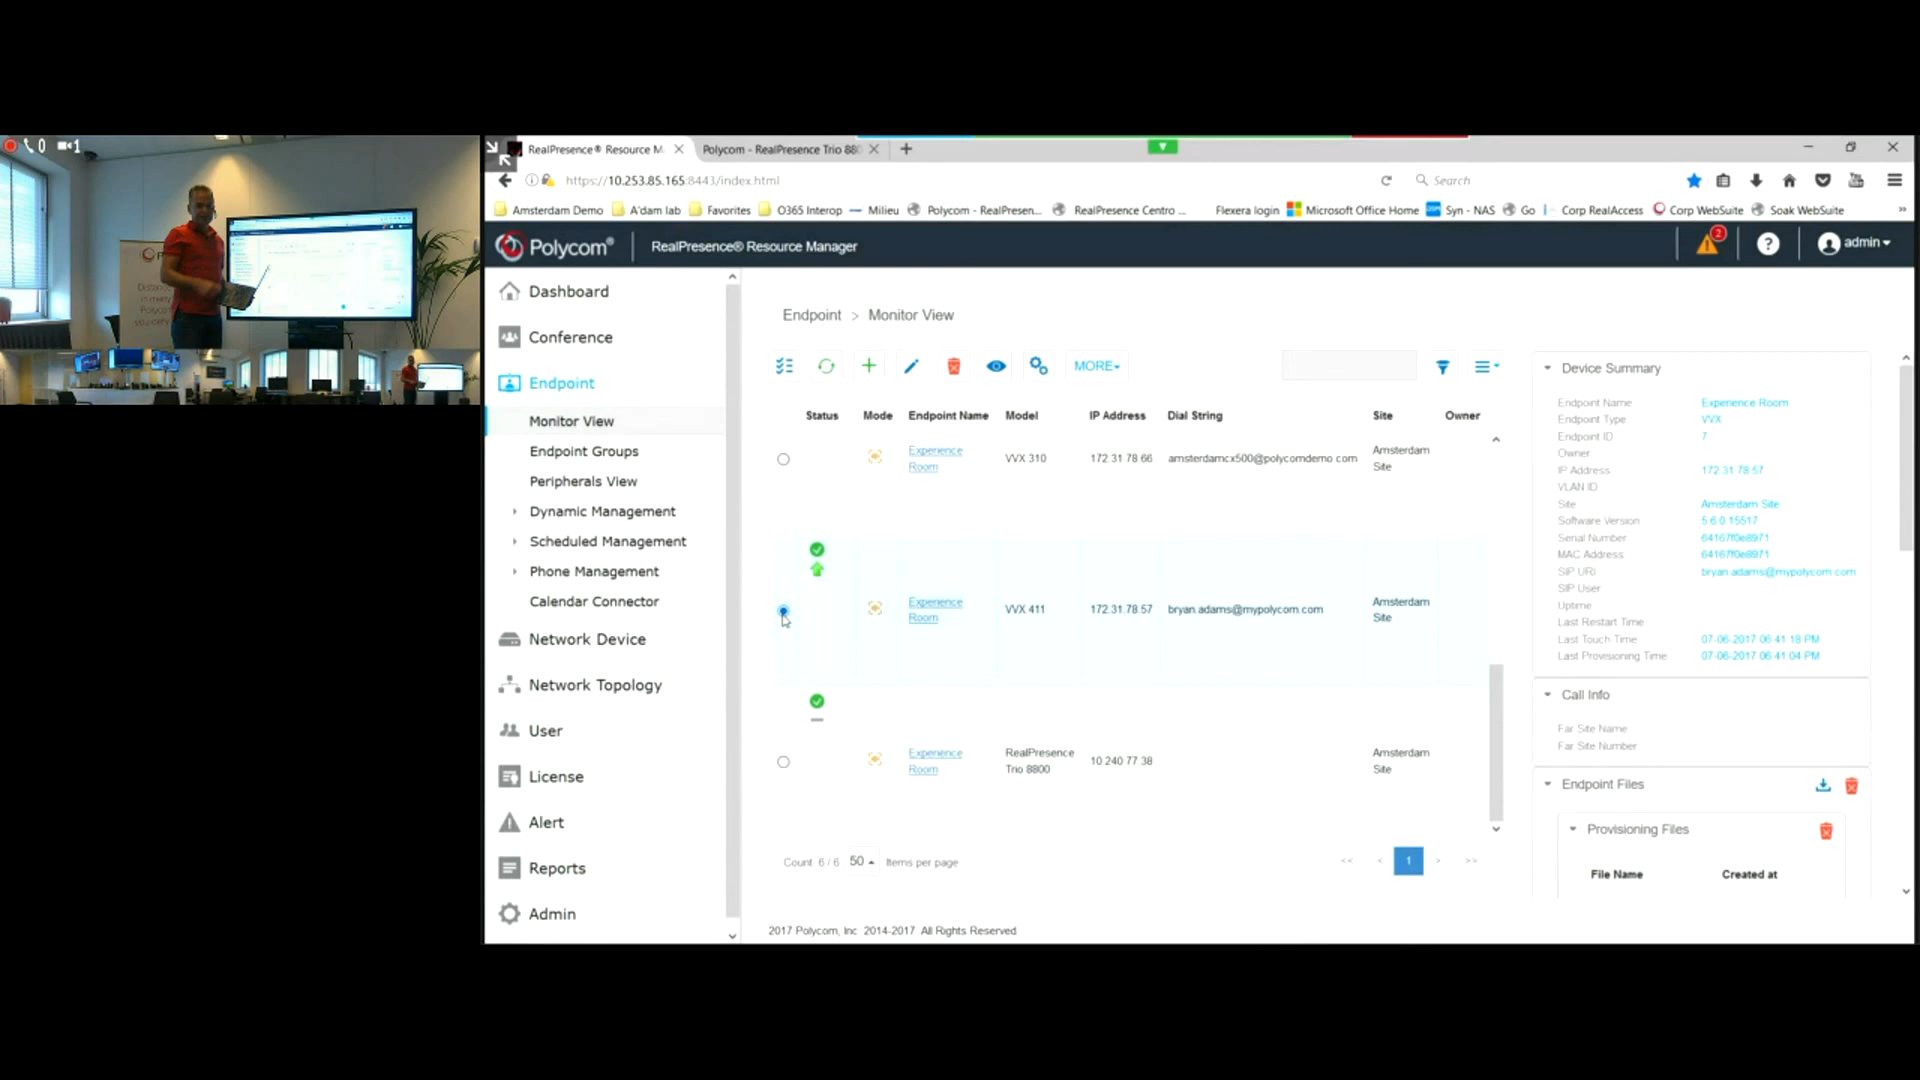 0 1
RealPresence® Resource M
Polycom - RealPresence Trio 880
https://10.253.85.165:8443/index.html
Search
Amsterdam Demo
A'dam lab
Favorites
O365 Interop
Milieu
Polycom - RealPresen...
RealPresence Centro ...
Flexera login
Microsoft Office Home
Syn - NAS
Go
Corp RealAccess
Corp WebSuite
Soak WebSuite
Polycom®
RealPresence® Resource Manager
2
?
admin
Dashboard
Conference
Endpoint
Monitor View
Endpoint Groups
Peripherals View
Dynamic Management
Scheduled Management
Phone Management
Calendar Connector
Network Device
Network Topology
User
License
Alert
Reports
Admin
Endpoint > Monitor View
MORE
Status Mode Endpoint Name Model IP Address Dial String Site Owner
Experience Room VVX 310 172 31 78 66 amsterdamcx500@polycomdemo com Amsterdam Site
Experience Room VVX 411 172.31.78.57 bryan.adams@mypolycom.com Amsterdam Site
Experience Room RealPresence Trio 8800 10 240 77 38 Amsterdam Site
Count 6 / 6 50 Items per page
<< < 1 > >>
2017 Polycom, Inc 2014-2017 All Rights Reserved.
Device Summary
Endpoint Name Experience Room
Endpoint Type VVX
Endpoint ID 7
Owner
IP Address 172 31 78 57
VLAN ID
Site Amsterdam Site
Software Version 5 6 0 15517
Serial Number 64167f0e8971
MAC Address 64167f0e8971
SIP URI bryan adams@mypolycom com
SIP User
Uptime
Last Restart Time
Last Touch Time 07-06-2017 06 41 18 PM
Last Provisioning Time 07-06-2017 06 41 04 PM
Call Info
Far Site Name
Far Site Number
Endpoint Files
Provisioning Files
File Name Created at